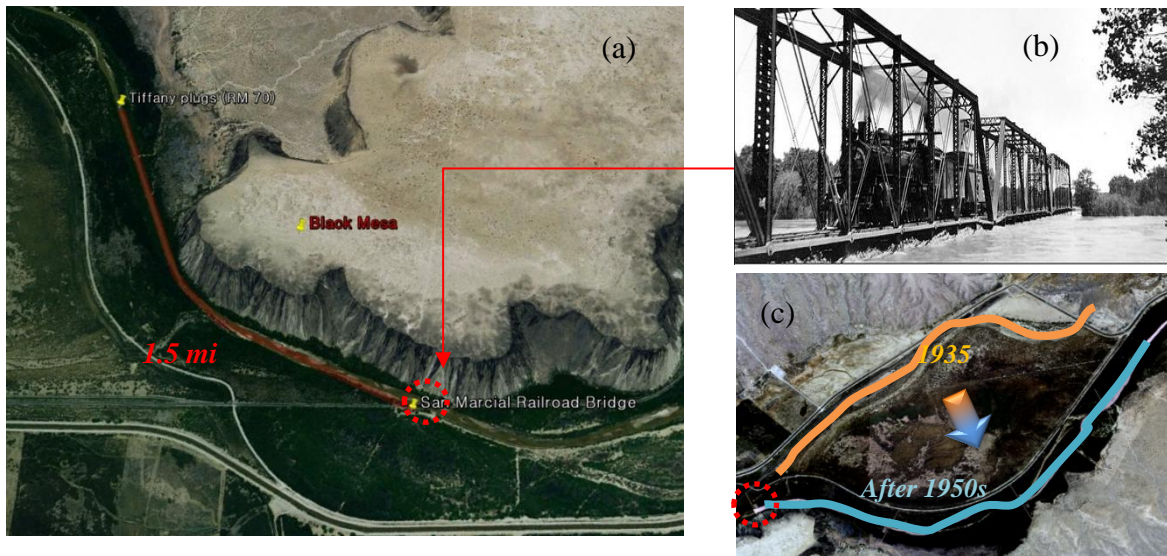 (a)
Tiffany plugs (RM 70)
Black Mesa
1.5 mi
San Marcial Railroad Bridge
(b)
(c)
1935
After 1950s